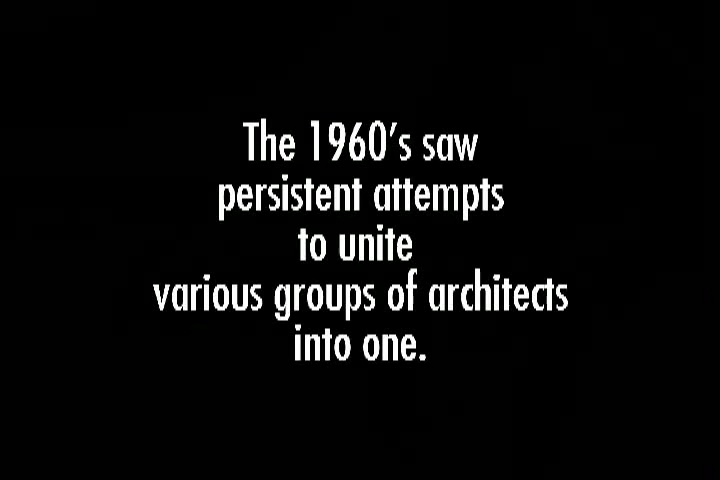 The 1960's saw
persistent attempts
to unite
various groups of architects
into one.